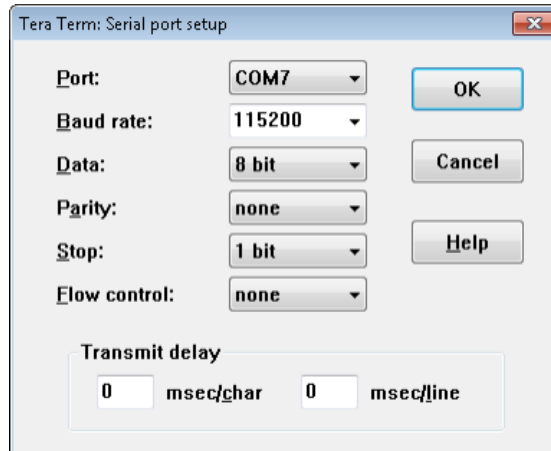 Tera Term: Serial port setup
Port: COM7 OK
Baud rate: 115200
Data: 8 bit Cancel
Parity: none
Stop: 1 bit Help
Flow control: none
Transmit delay
0 msec/char 0 msec/line